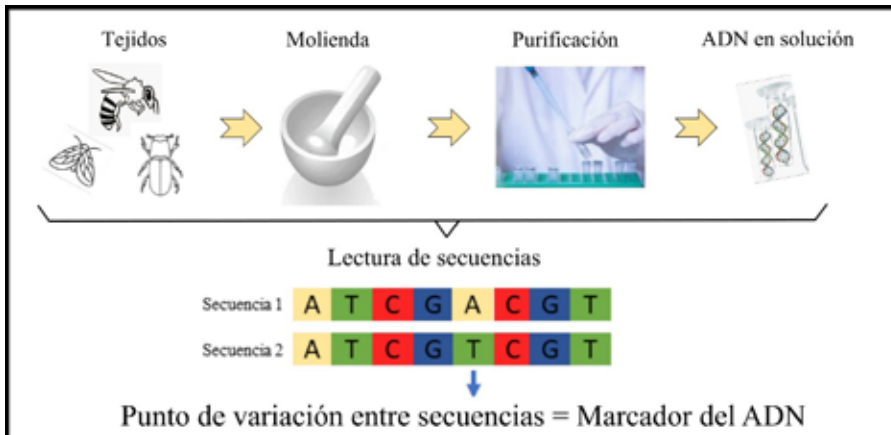 Tejidos
Molienda
Purificación
ADN en solución
Lectura de secuencias
Secuencia 1 A T C G A C G T
Secuencia 2 A T C G T C G T
Punto de variación entre secuencias = Marcador del ADN